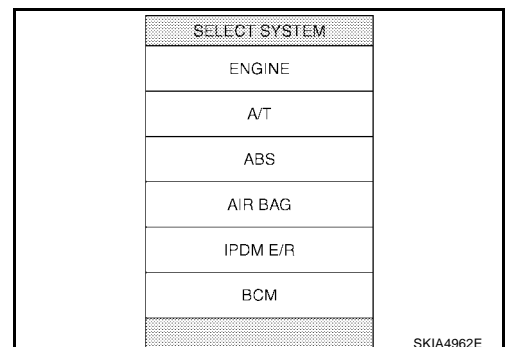 SELECT SYSTEM
ENGINE
A/T
ABS
AIR BAG
IPDM E/R
BCM
SKIA4962E